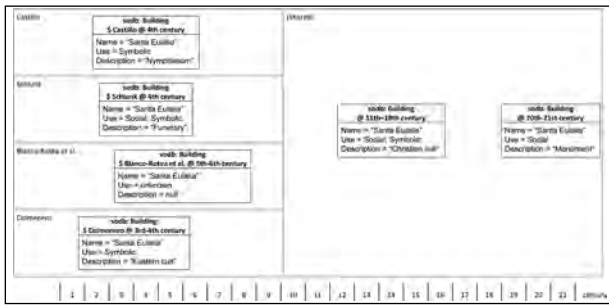 Castillo
vodb: Building
$ Castillo @ 4th century
Name = "Santa Eulalia"
Use = Symbolic
Description = "Nymphaeum"
Schlunk
vodb: Building
$ Schlunk @ 4th century
Name = "Santa Eulalia"
Use = Social, Symbolic
Description = "Funerary"
Blanco-Rotea et al.
vodb: Building
$ Blanco-Rotea et al. @ 5th-6th century
Name = "Santa Eulalia"
Use = unknown
Description = null
vodb: Building
@ 3rd-4th century
Name = "Santa Eulalia"
Use = Symbolic
Description = "Eastern cult"
(shared)
vodb: Building
@ 11th-19th century
Name = "Santa Eulalia"
Use = Social, Symbolic
Description = "Christian cult"
vodb: Building
@ 20th-21st century
Name = "Santa Eulalia"
Use = Social
Description = "Monument"
1 2 3 4 5 6 7 8 9 10 11 12 13 14 15 16 17 18 19 20 21 century